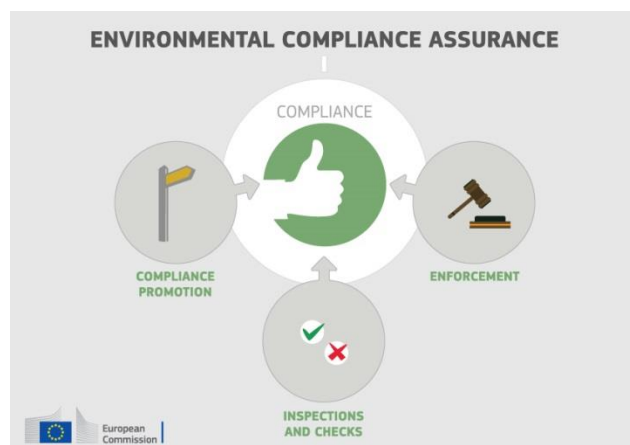 ENVIRONMENTAL COMPLIANCE ASSURANCE
COMPLIANCE
COMPLIANCE
PROMOTION
ENFORCEMENT
INSPECTIONS
AND CHECKS
European
Commission